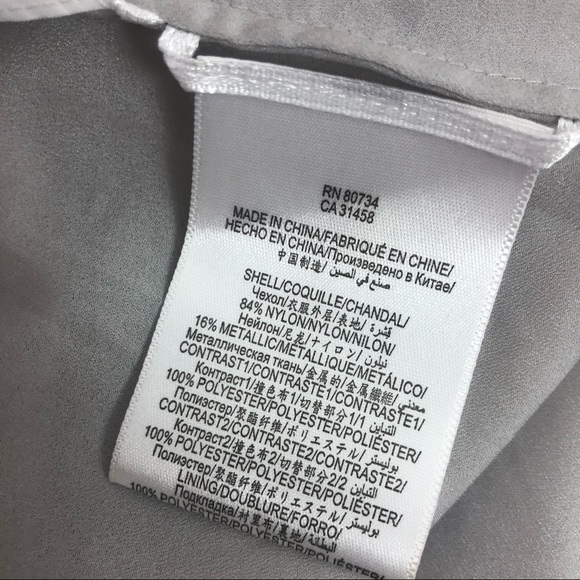 RN 80734
CA 31458
MADE IN CHINA/FABRIQUÉ EN CHINE/
HECHO EN CHINA/Произведено в Китае/
中国制造/ صنع في الصين
SHELL/COQUILLE/CHANDAL/
Чехол/衣服外层/表地/ قشرة
84% NYLON/NYLON/NILON/
Нейлон/尼龙/ナイロン/ نيلون
16% METALLIC/METALLIQUE/METÁLICO/
Металлическая ткань/金属的/金属繊維/ معدني
CONTRAST1/CONTRASTE1/CONTRASTE1/
Контраст1/撞色布1/切替部分1/ التباين1
100% POLYESTER/POLYESTER/POLIÉSTER/
Полиэстер/聚酯纤维/ポリエステル/ بوليستر
CONTRAST2/CONTRASTE2/CONTRASTE2/
Контраст2/撞色布2/切替部分2/ التباين2
100% POLYESTER/POLYESTER/POLIÉSTER/
Полиэстер/聚酯纤维/ポリエステル/ بوليستر
LINING/DOUBLURE/FORRO/
Подкладка/衬里布/裏地/ البطانة
100% POLYESTER/POLYESTER/POLIÉSTER/